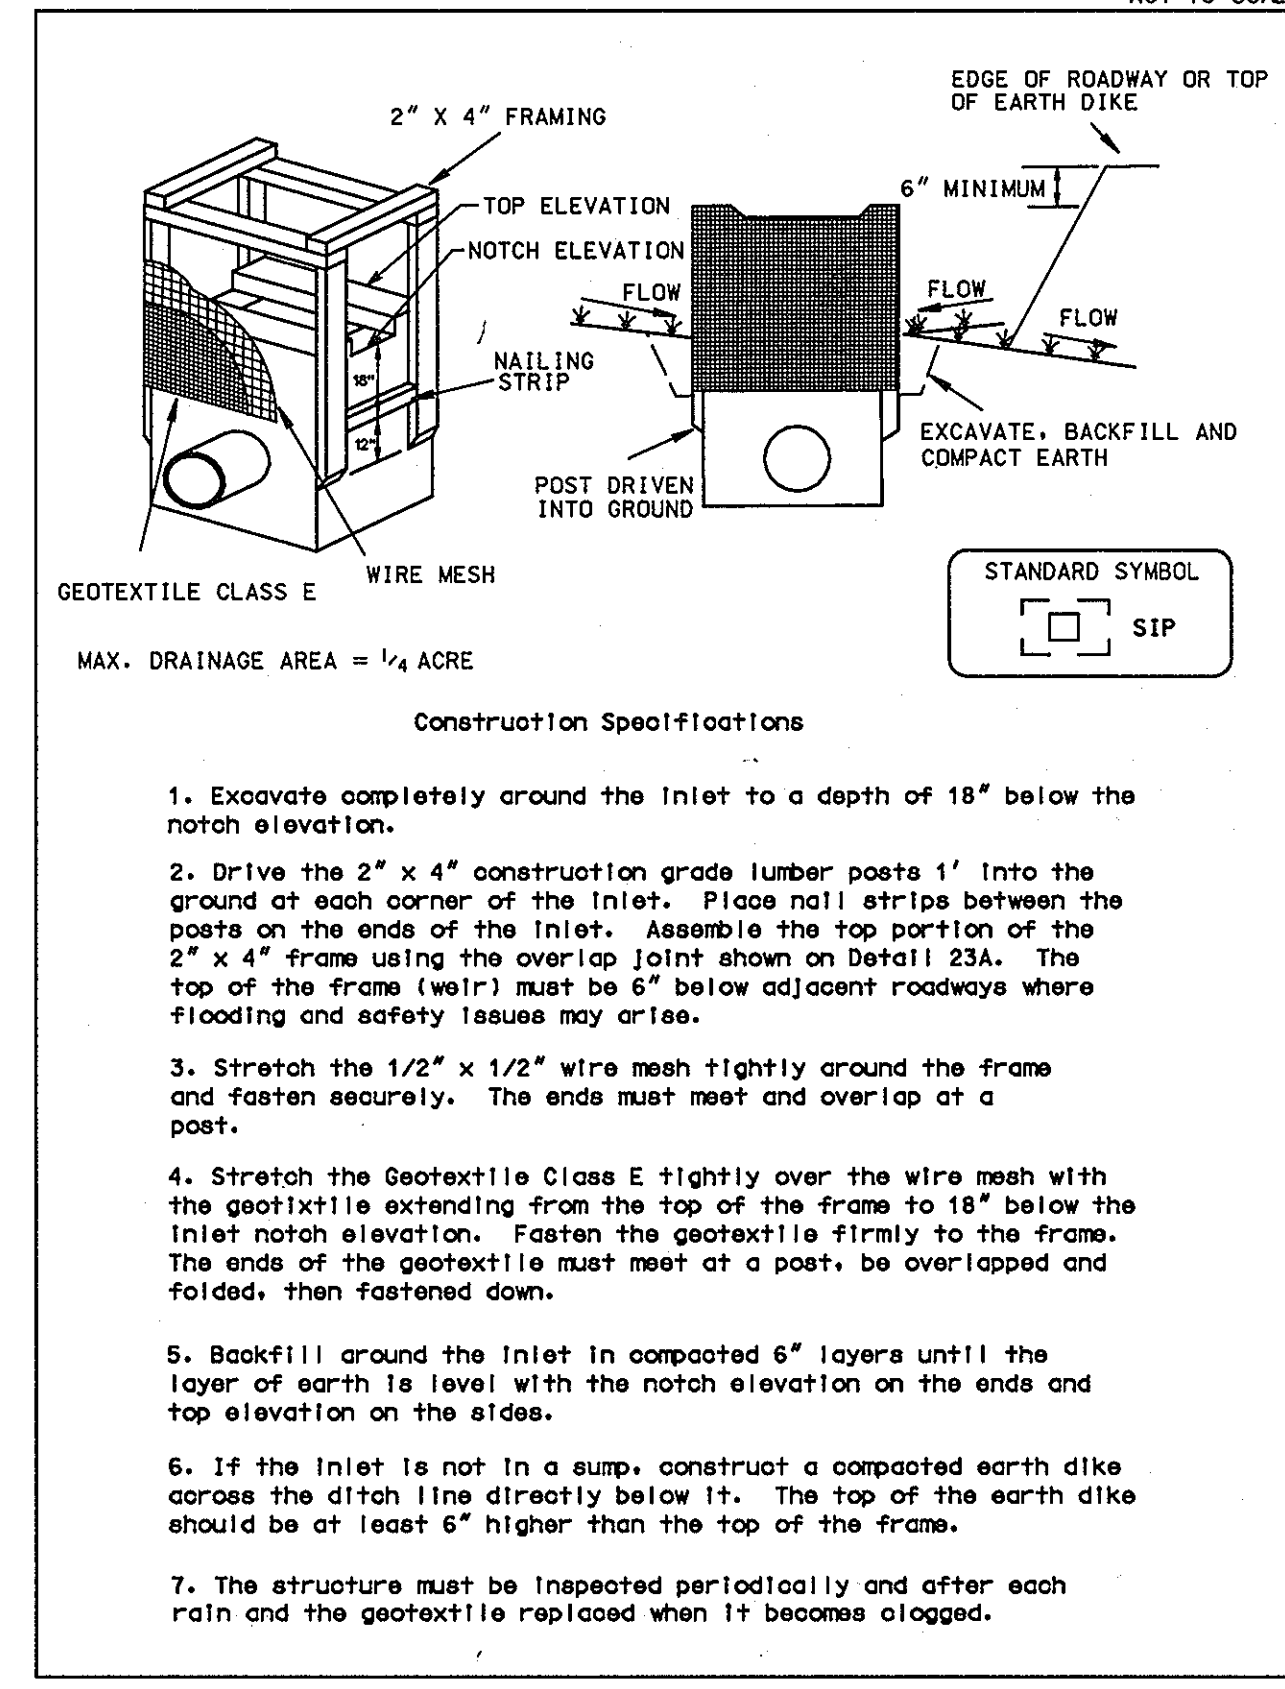 EDGE OF ROADWAY OR TOP
OF EARTH DIKE
2" X 4" FRAMING
6" MINIMUM
TOP ELEVATION
NOTCH ELEVATION
FLOW
FLOW
FLOW
NAILING
STRIP
18"
12"
EXCAVATE, BACKFILL AND
COMPACT EARTH
POST DRIVEN
INTO GROUND
WIRE MESH
GEOTEXTILE CLASS E
STANDARD SYMBOL
SIP
MAX. DRAINAGE AREA = 1/4 ACRE
Construction Specifications
1. Excavate completely around the inlet to a depth of 18" below the
notch elevation.
2. Drive the 2" x 4" construction grade lumber posts 1' into the
ground at each corner of the inlet. Place nail strips between the
posts on the ends of the inlet. Assemble the top portion of the
2" x 4" frame using the overlap joint shown on Detail 23A. The
top of the frame (weir) must be 6" below adjacent roadways where
flooding and safety issues may arise.
3. Stretch the 1/2" x 1/2" wire mesh tightly around the frame
and fasten securely. The ends must meet and overlap at a
post.
4. Stretch the Geotextile Class E tightly over the wire mesh with
the geotixtile extending from the top of the frame to 18" below the
inlet notch elevation. Fasten the geotextile firmly to the frame.
The ends of the geotextile must meet at a post, be overlapped and
folded, then fastened down.
5. Backfill around the inlet in compacted 6" layers until the
layer of earth is level with the notch elevation on the ends and
top elevation on the sides.
6. If the inlet is not in a sump, construct a compacted earth dike
across the ditch line directly below it. The top of the earth dike
should be at least 6" higher than the top of the frame.
7. The structure must be inspected periodically and after each
rain and the geotextile replaced when it becomes clogged.